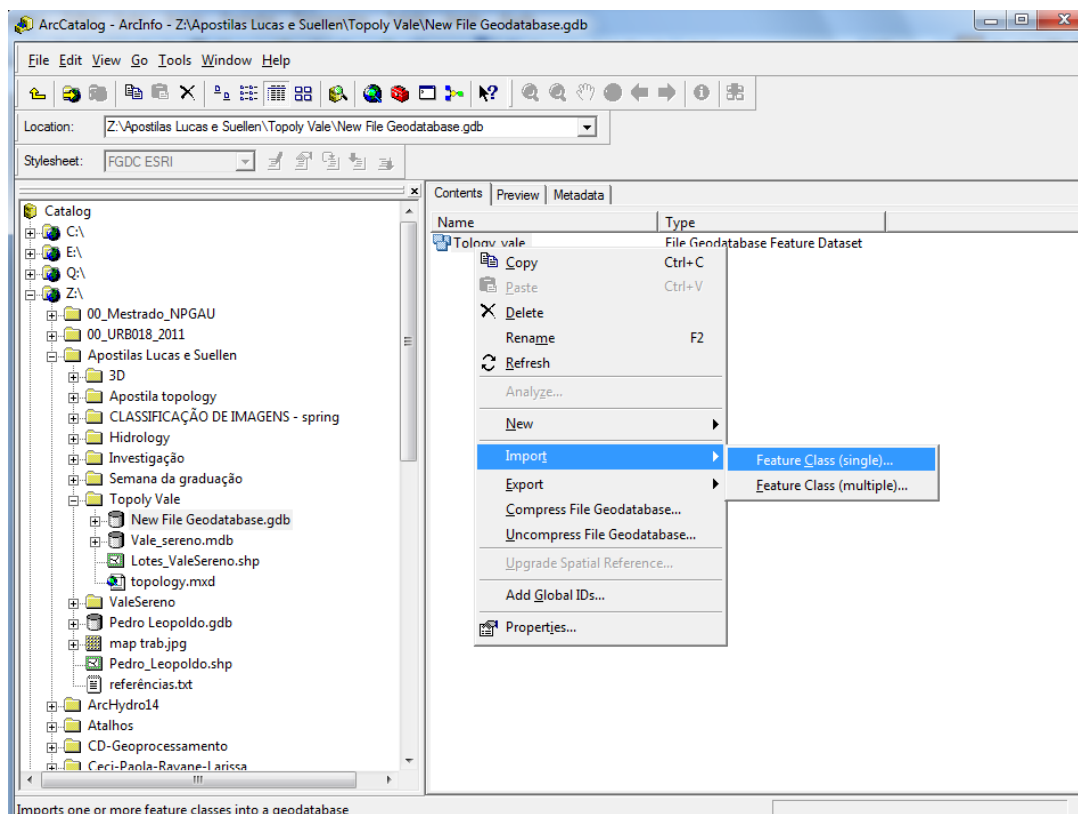 ArcCatalog - ArcInfo - Z:\Apostilas Lucas e Suellen\Topoly Vale\New File Geodatabase.gdb
File Edit View Go Tools Window Help
Location: Z:\Apostilas Lucas e Suellen\Topoly Vale\New File Geodatabase.gdb
Stylesheet: FGDC ESRI
Catalog
C:\
E:\
Q:\
Z:\
00_Mestrado_NPGAU
00_URB018_2011
Apostilas Lucas e Suellen
3D
Apostila topology
CLASSIFICAÇÃO DE IMAGENS - spring
Hidrology
Investigação
Semana da graduação
Topoly Vale
New File Geodatabase.gdb
Vale_sereno.mdb
Lotes_ValeSereno.shp
topology.mxd
ValeSereno
Pedro Leopoldo.gdb
map trab.jpg
Pedro_Leopoldo.shp
referências.txt
ArcHydro14
Atalhos
CD-Geoprocessamento
Ceci-Paola-Rayane-Larissa
Contents Preview Metadata
Name Type
Tology_vale File Geodatabase Feature Dataset
Copy Ctrl+C
Paste Ctrl+V
Delete
Rename F2
Refresh
Analyze...
New
Import
Export
Compress File Geodatabase...
Uncompress File Geodatabase...
Upgrade Spatial Reference...
Add Global IDs...
Properties...
Feature Class (single)...
Feature Class (multiple)...
Imports one or more feature classes into a geodatabase